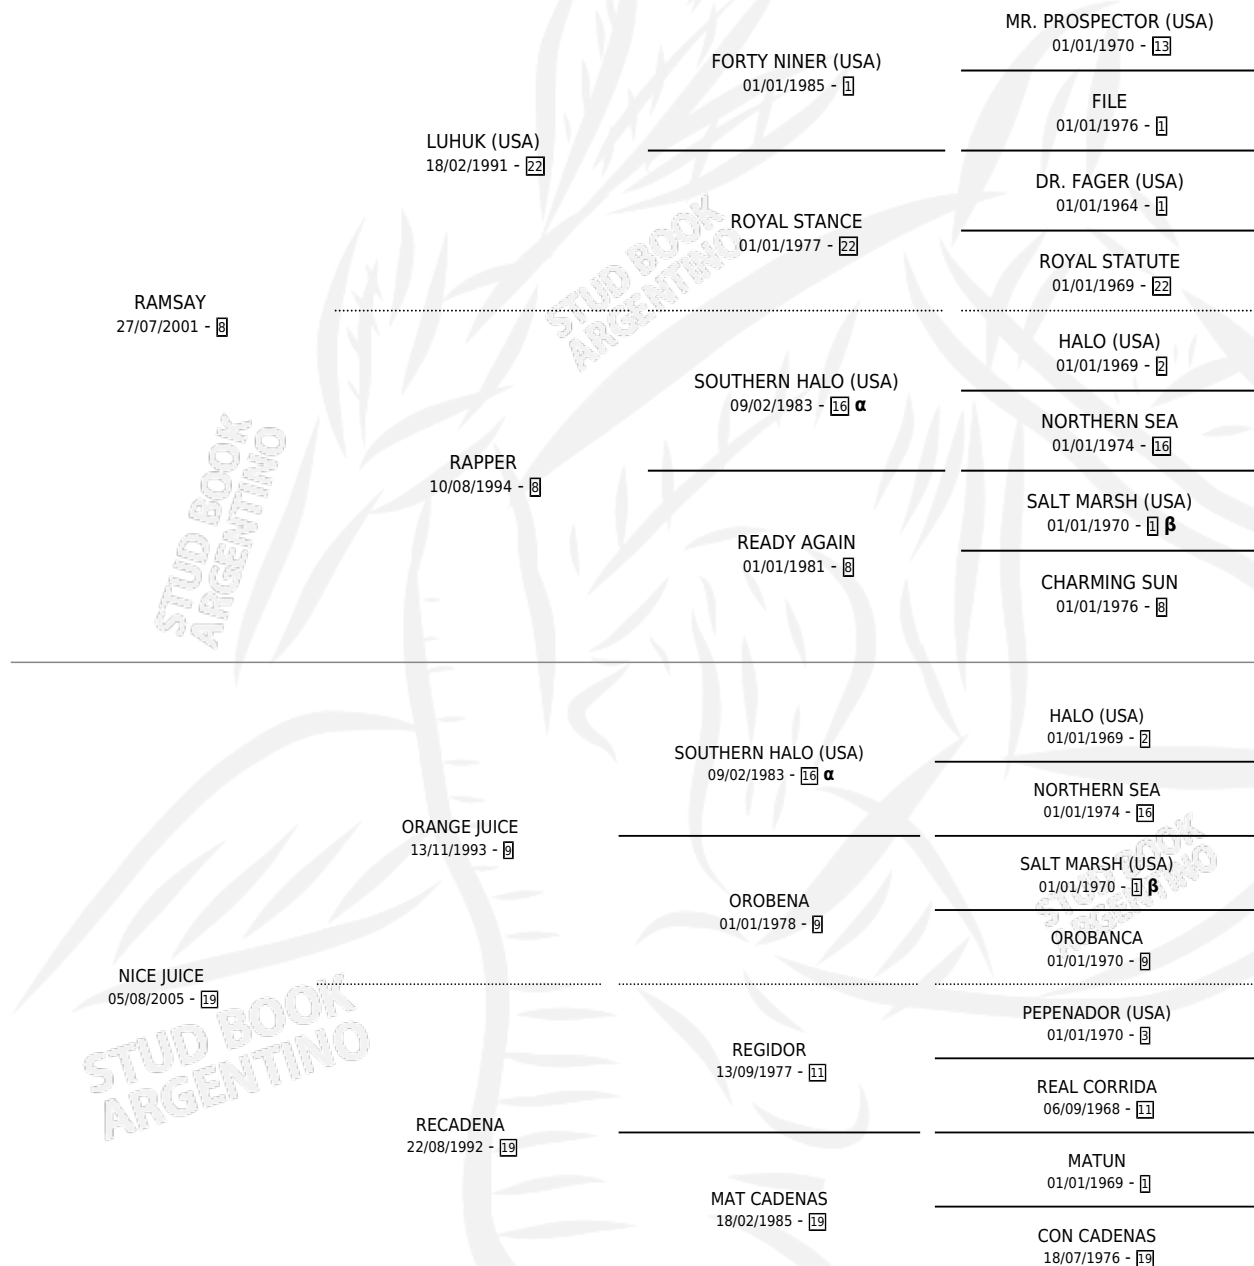 MR. PROSPECTOR (USA)
01/01/1970 - 13
FORTY NINER (USA)
01/01/1985 - 1
FILE
01/01/1976 - 1
LUHUK (USA)
18/02/1991 - 22
DR. FAGER (USA)
01/01/1964 - 1
ROYAL STANCE
01/01/1977 - 22
ROYAL STATUTE
01/01/1969 - 22
RAMSAY
27/07/2001 - 8
HALO (USA)
01/01/1969 - 2
SOUTHERN HALO (USA)
09/02/1983 - 16 α
NORTHERN SEA
01/01/1974 - 16
RAPPER
10/08/1994 - 8
SALT MARSH (USA)
01/01/1970 - 1 β
READY AGAIN
01/01/1981 - 8
CHARMING SUN
01/01/1976 - 8
STUD BOOK
ARGENTINO
STUD BOOK
ARGENTINO
HALO (USA)
01/01/1969 - 2
SOUTHERN HALO (USA)
09/02/1983 - 16 α
NORTHERN SEA
01/01/1974 - 16
ORANGE JUICE
13/11/1993 - 9
SALT MARSH (USA)
01/01/1970 - 1 β
OROBENA
01/01/1978 - 9
OROBANCA
01/01/1970 - 9
NICE JUICE
05/08/2005 - 19
PEPENADOR (USA)
01/01/1970 - 3
REGIDOR
13/09/1977 - 11
REAL CORRIDA
06/09/1968 - 11
RECADENA
22/08/1992 - 19
MATUN
01/01/1969 - 1
MAT CADENAS
18/02/1985 - 19
CON CADENAS
18/07/1976 - 19
STUD BOOK
ARGENTINO
STUD BOOK
ARGENTINO